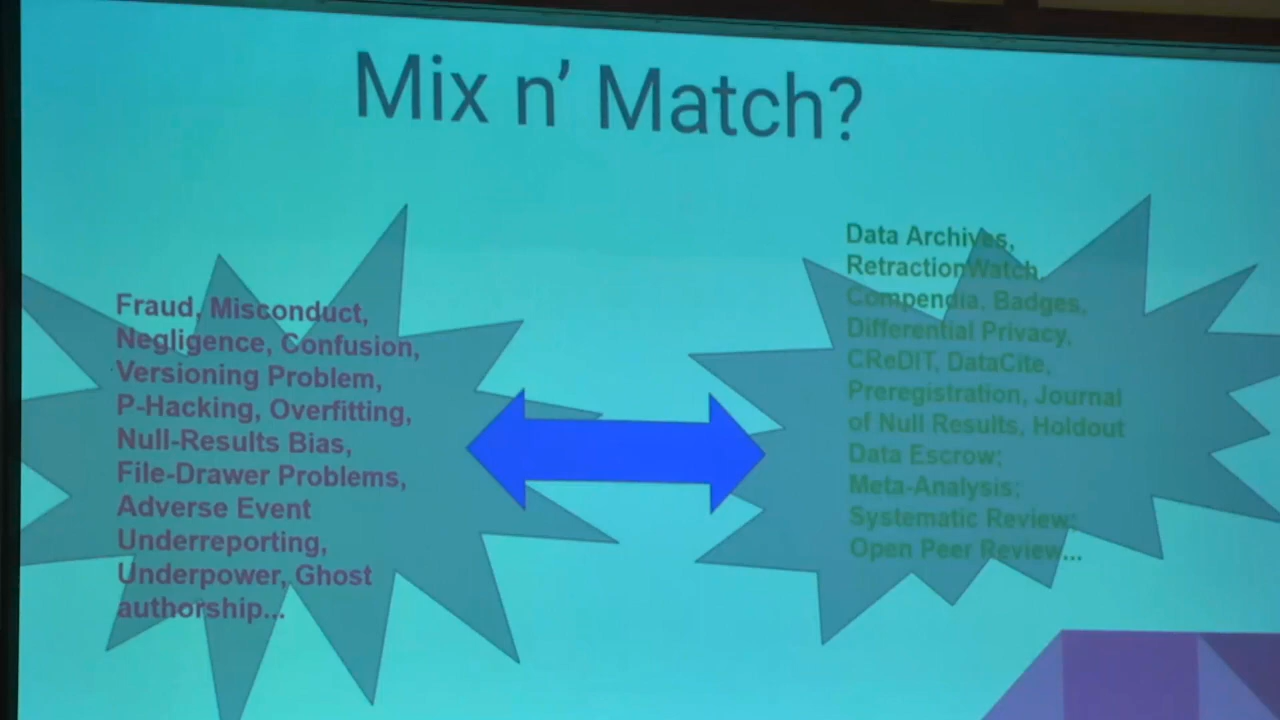 Mix n’ Match?
Fraud, Misconduct,
Negligence, Confusion,
Versioning Problem,
P-Hacking, Overfitting,
Null-Results Bias,
File-Drawer Problems,
Adverse Event
Underreporting,
Underpower, Ghost
authorship...
Data Archives,
RetractionWatch,
Compendia, Badges,
Differential Privacy,
CReDIT, DataCite,
Preregistration, Journal
of Null Results, Holdout
Data Escrow;
Meta-Analysis;
Systematic Review;
Open Peer Review...